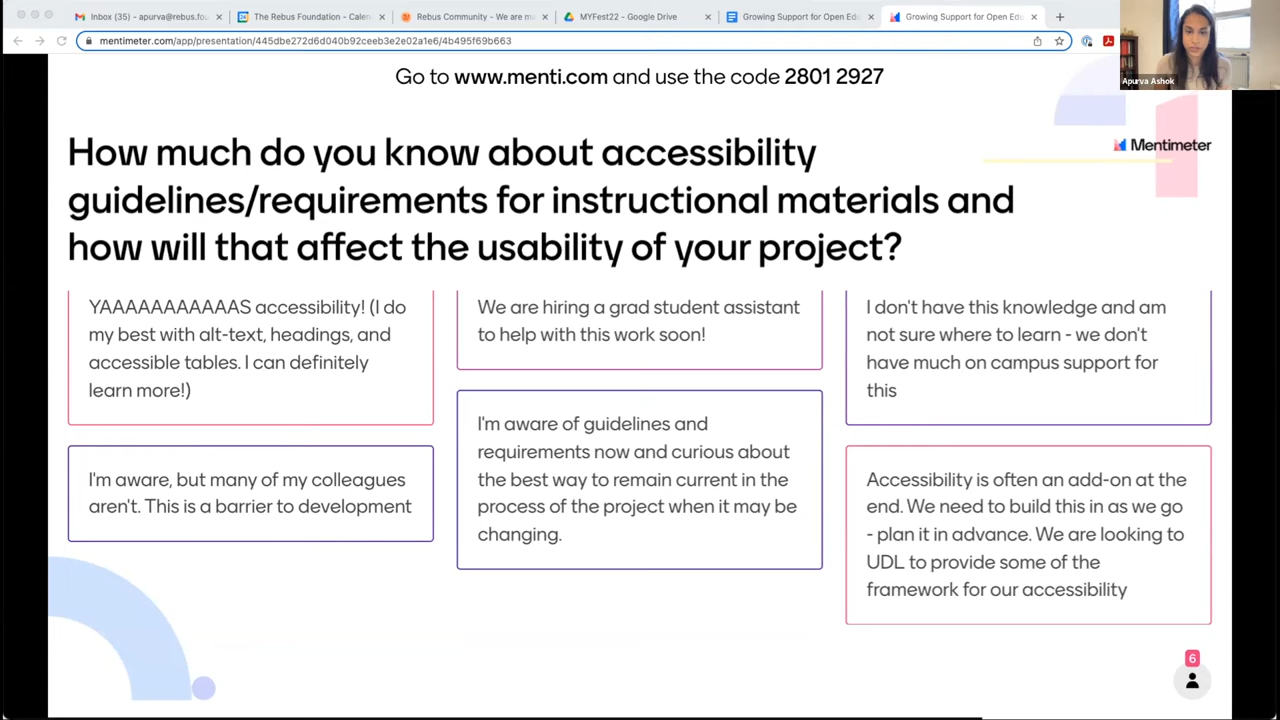 Inbox (35) - apurva@rebus.fou
The Rebus Foundation - Calen
Rebus Community - We are m
MYFest22 - Google Drive
Growing Support for Open Edu
Growing Support for Open Edu
mentimeter.com/app/presentation/445dbe272d6d040b92ceeb3e2e02a1e6/4b495f69b663
Apurva Ashok
Go to www.menti.com and use the code 2801 2927
Mentimeter
How much do you know about accessibility
guidelines/requirements for instructional materials and
how will that affect the usability of your project?
YAAAAAAAAAAAS accessibility! (I do
my best with alt-text, headings, and
accessible tables. I can definitely
learn more!)
I'm aware, but many of my colleagues
aren't. This is a barrier to development
We are hiring a grad student assistant
to help with this work soon!
I'm aware of guidelines and
requirements now and curious about
the best way to remain current in the
process of the project when it may be
changing.
I don't have this knowledge and am
not sure where to learn - we don't
have much on campus support for
this
Accessibility is often an add-on at the
end. We need to build this in as we go
- plan it in advance. We are looking to
UDL to provide some of the
framework for our accessibility
6